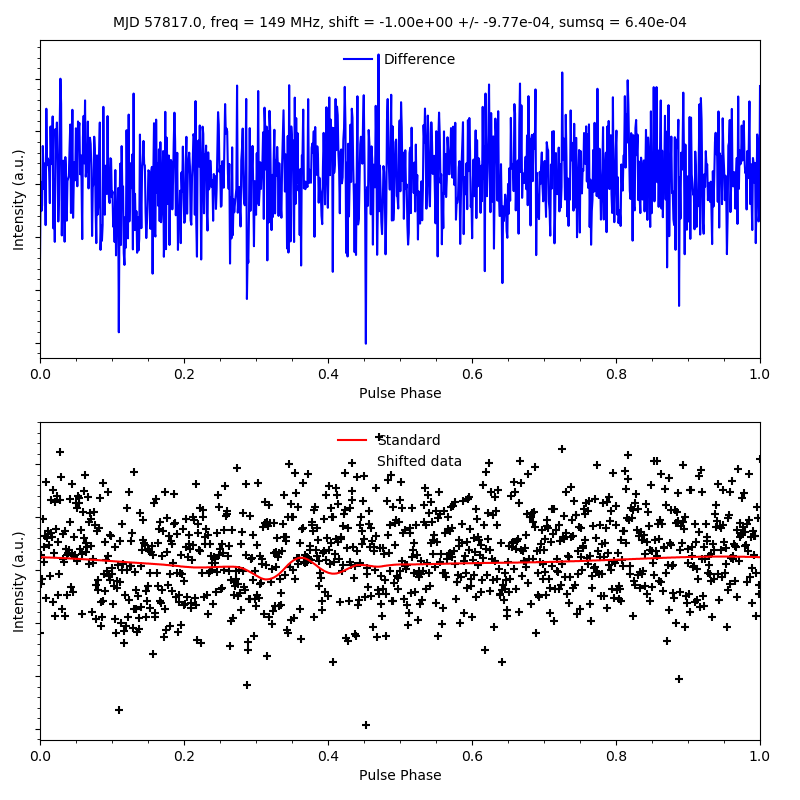 MJD 57817.0, freq = 149 MHz, shift = -1.00e+00 +/- -9.77e-04, sumsq = 6.40e-04
Difference
Intensity (a.u.)
0.0 0.2 0.4 0.6 0.8 1.0
Pulse Phase
Standard
Shifted data
Intensity (a.u.)
0.0 0.2 0.4 0.6 0.8 1.0
Pulse Phase